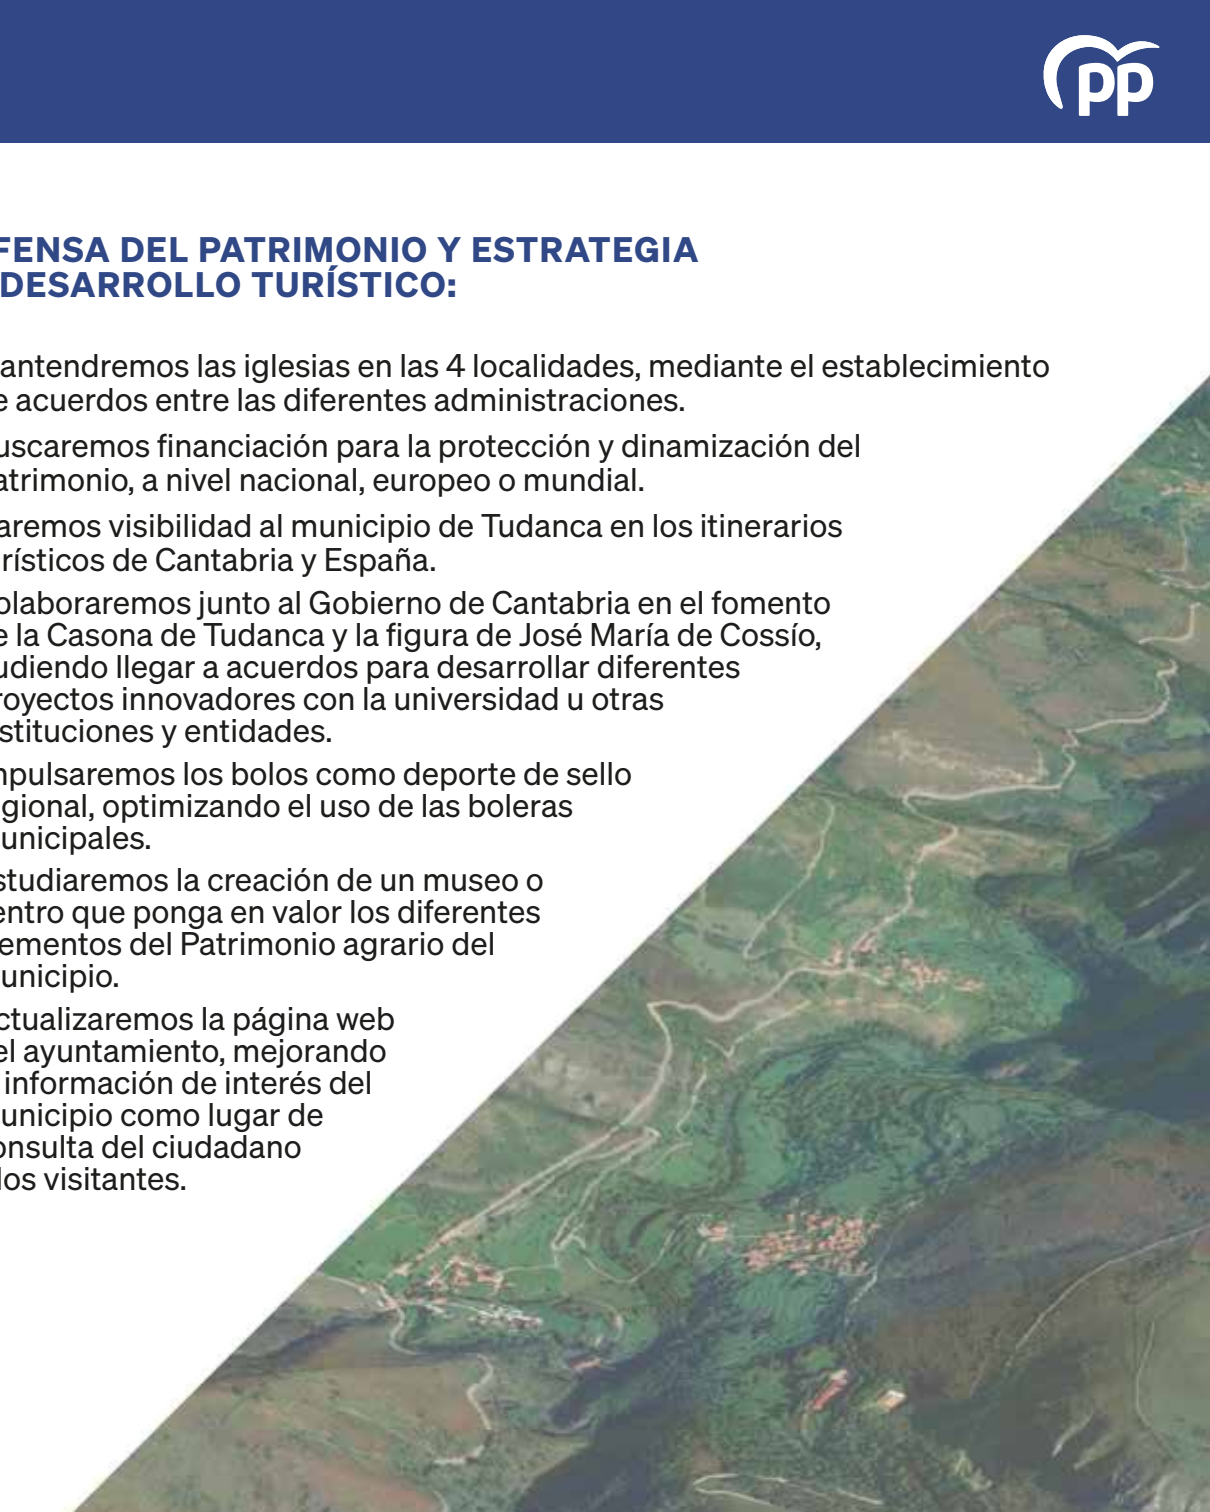 pp
FENSA DEL PATRIMONIO Y ESTRATEGIA
DESARROLLO TURÍSTICO:
antendremos las iglesias en las 4 localidades, mediante el establecimiento
e acuerdos entre las diferentes administraciones.
uscaremos financiación para la protección y dinamización del
atrimonio, a nivel nacional, europeo o mundial.
aremos visibilidad al municipio de Tudanca en los itinerarios
rísticos de Cantabria y España.
olaboraremos junto al Gobierno de Cantabria en el fomento
e la Casona de Tudanca y la figura de José María de Cossío,
udiendo llegar a acuerdos para desarrollar diferentes
royectos innovadores con la universidad u otras
stituciones y entidades.
npulsaremos los bolos como deporte de sello
gional, optimizando el uso de las boleras
unicipales.
studiaremos la creación de un museo o
entro que ponga en valor los diferentes
ementos del Patrimonio agrario del
unicipio.
ctualizaremos la página web
el ayuntamiento, mejorando
información de interés del
unicipio como lugar de
onsulta del ciudadano
los visitantes.